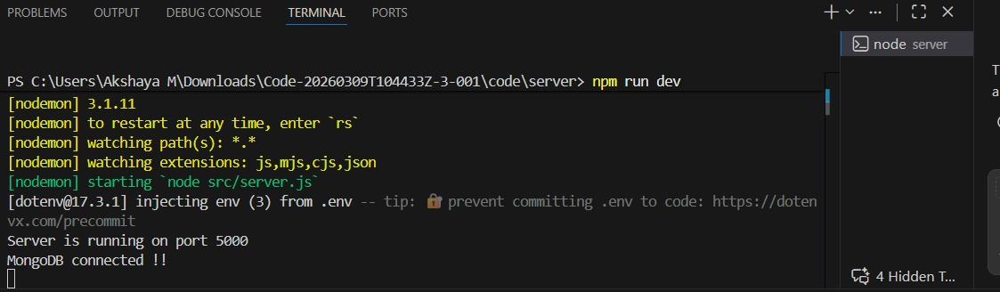 PROBLEMS OUTPUT DEBUG CONSOLE TERMINAL PORTS
node server
PS C:\Users\Akshaya M\Downloads\Code-20260309T104433Z-3-001\code\server> npm run dev
[nodemon] 3.1.11
[nodemon] to restart at any time, enter `rs`
[nodemon] watching path(s): *.*
[nodemon] watching extensions: js,mjs,cjs,json
[nodemon] starting `node src/server.js`
[dotenv@17.3.1] injecting env (3) from .env -- tip: 🔐 prevent committing .env to code: https://doten
vx.com/precommit
Server is running on port 5000
MongoDB connected !!
4 Hidden T...